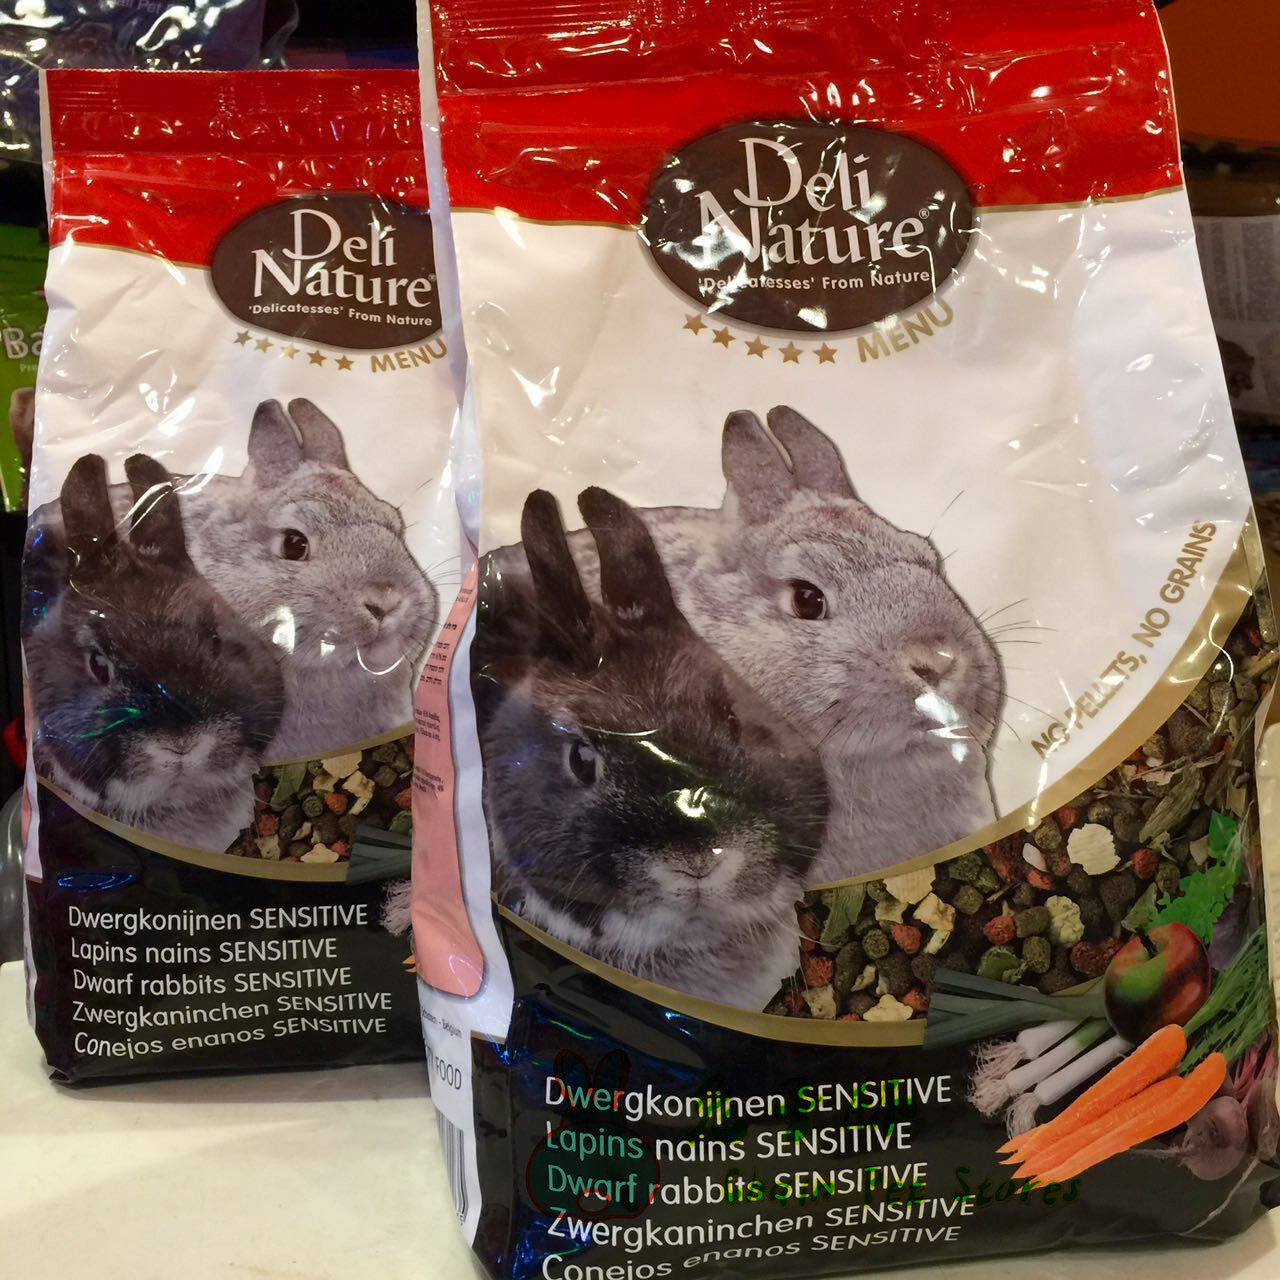 Deli
Nature®
'Delicatesses' From Nature
MENU
Dwergkonijnen SENSITIVE
Lapins nains SENSITIVE
Dwarf rabbits SENSITIVE
Zwergkaninchen SENSITIVE
Conejos enanos SENSITIVE
Deli
Nature®
'Delicatesses' From Nature
MENU
NO PELLETS, NO GRAINS
FOOD
Dwergkonijnen SENSITIVE
Lapins nains SENSITIVE
Dwarf rabbits SENSITIVE
Zwergkaninchen SENSITIVE
Conejos enanos SENSITIVE
Stores